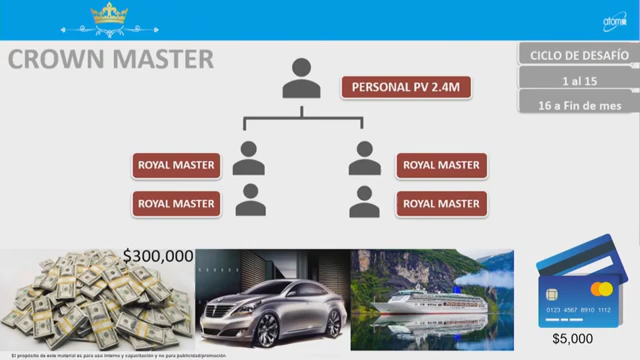 atomy
CROWN MASTER
CICLO DE DESAFÍO
1 al 15
16 a Fin de mes
PERSONAL PV 2.4M
ROYAL MASTER
ROYAL MASTER
ROYAL MASTER
ROYAL MASTER
$300,000
0123 4567 8910 1112
$5,000
El propósito de este material es para uso interno y capacitación y no para publicidad/promoción.